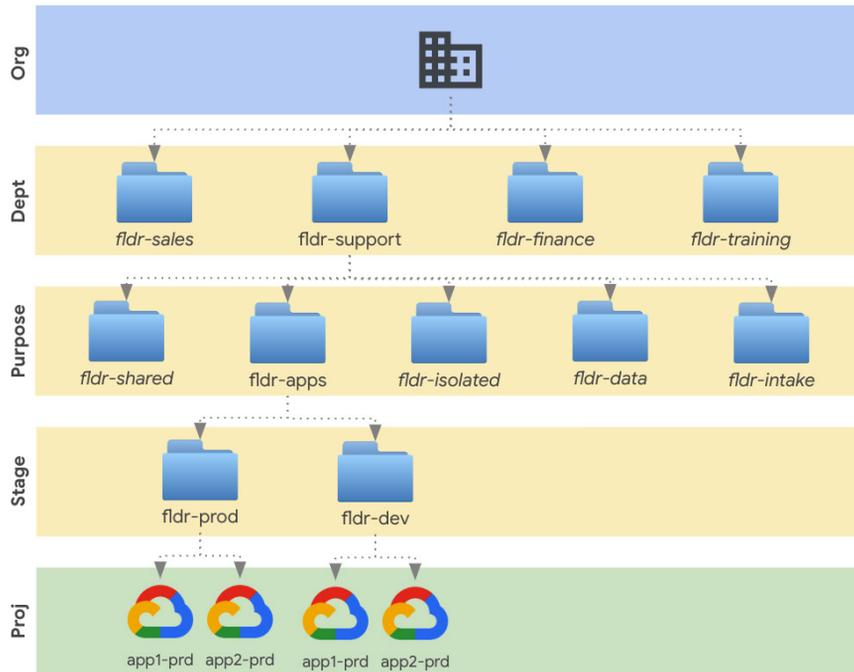 Org
Dept
fldr-sales
fldr-support
fldr-finance
fldr-training
Purpose
fldr-shared
fldr-apps
fldr-isolated
fldr-data
fldr-intake
Stage
fldr-prod
fldr-dev
Proj
app1-prd
app2-prd
app1-prd
app2-prd